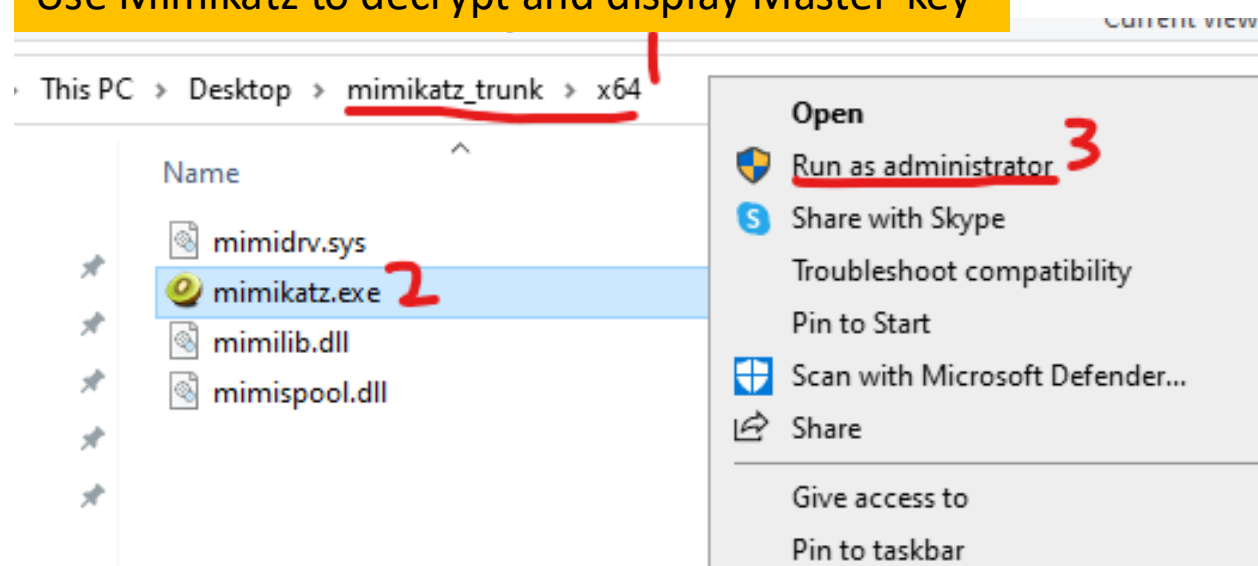 Use Mimikatz to decrypt and display Master-key
Current view
This PC > Desktop > mimikatz_trunk > x64
1
Name
mimidrv.sys
mimikatz.exe 2
mimilib.dll
mimispool.dll
Open
Run as administrator 3
Share with Skype
Troubleshoot compatibility
Pin to Start
Scan with Microsoft Defender...
Share
Give access to
Pin to taskbar